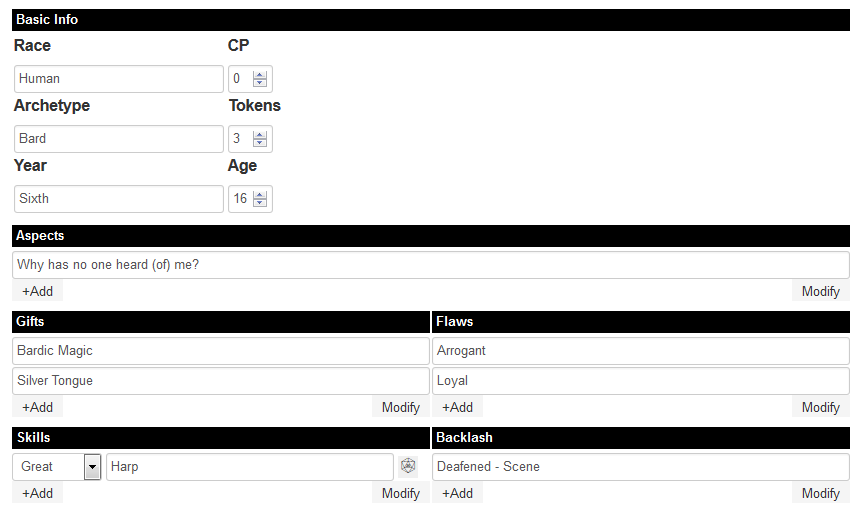 Basic Info
Race CP
Human 0
Archetype Tokens
Bard 3
Year Age
Sixth 16
Aspects
Why has no one heard (of) me?
+Add Modify
Gifts Flaws
Bardic Magic Arrogant
Silver Tongue Loyal
+Add Modify +Add Modify
Skills Backlash
Great Harp Deafened - Scene
+Add Modify +Add Modify